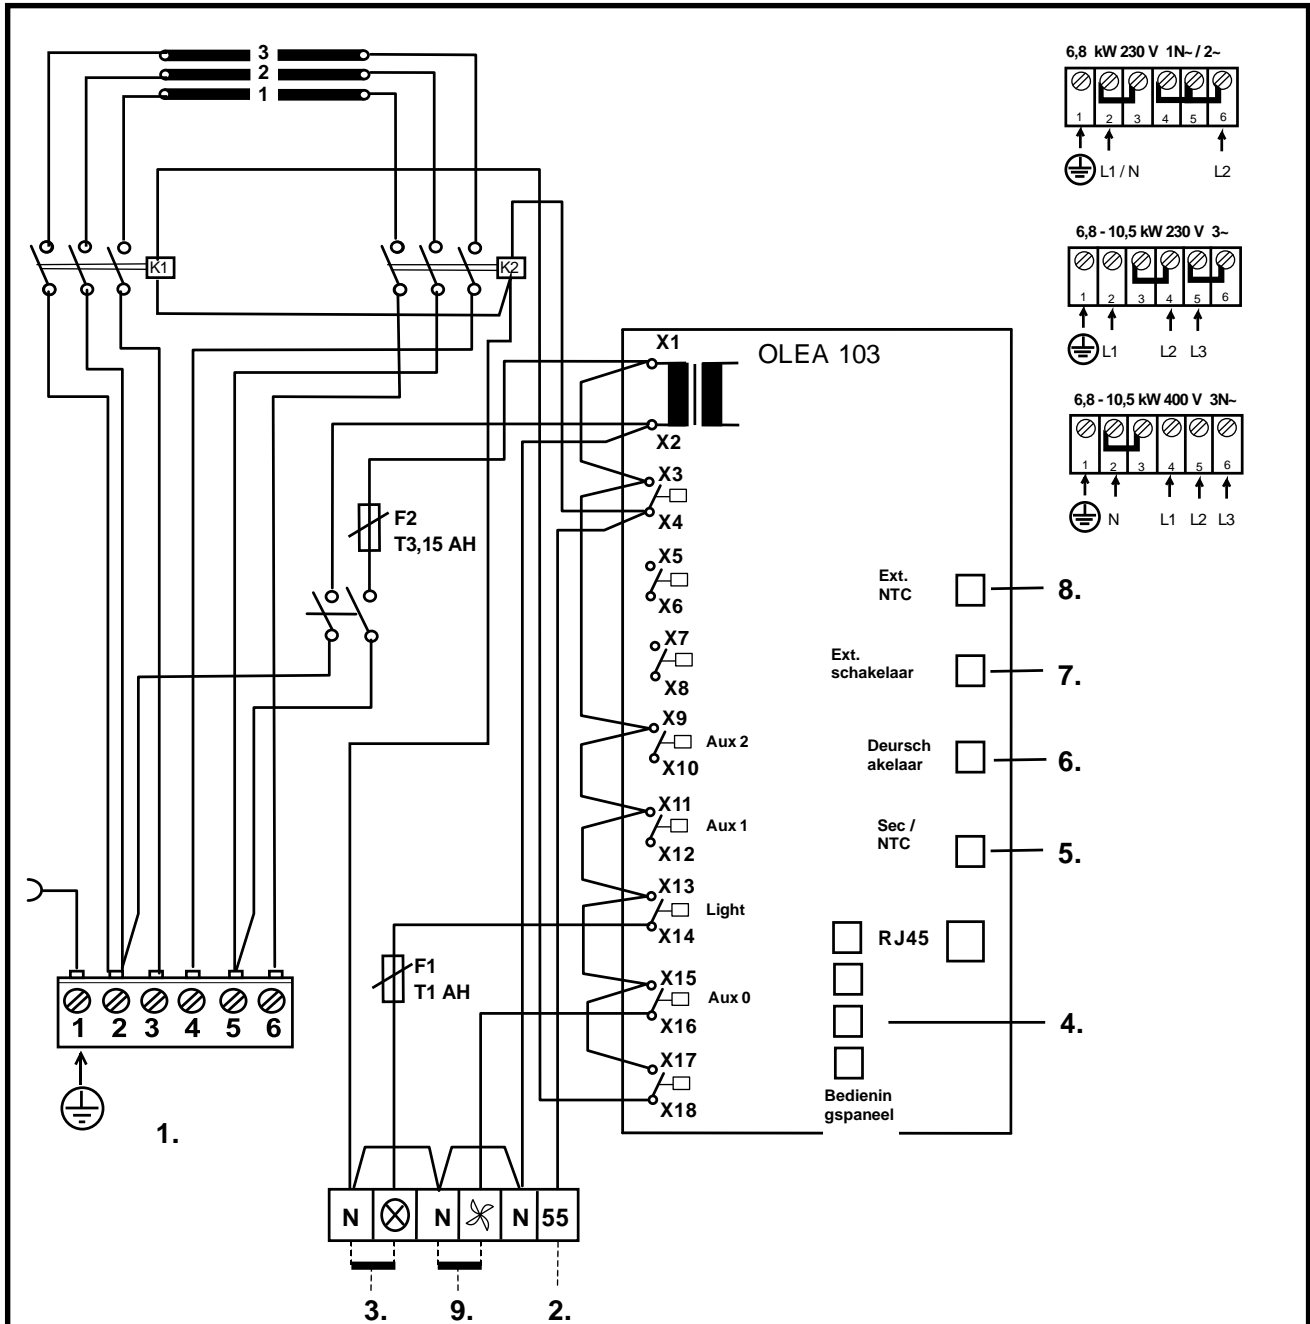 3
2
1
K1
K2
6,8 kW 230 V 1N~ / 2~
1 2 3 4 5 6
L1 / N L2
6,8 - 10,5 kW 230 V 3~
1 2 3 4 5 6
L1 L2 L3
6,8 - 10,5 kW 400 V 3N~
1 2 3 4 5 6
N L1 L2 L3
OLEA 103
X1
X2
X3
X4
X5
X6
X7
X8
X9
Aux 2
X10
X11
Aux 1
X12
X13
Light
X14
X15
Aux 0
X16
X17
X18
F2
T3,15 AH
F1
T1 AH
Ext.
NTC
8.
Ext.
schakelaar
7.
Deursch
akelaar
6.
Sec /
NTC
5.
RJ45
4.
Bedienin
gspaneel
1 2 3 4 5 6
1.
N N N 55
3. 9. 2.